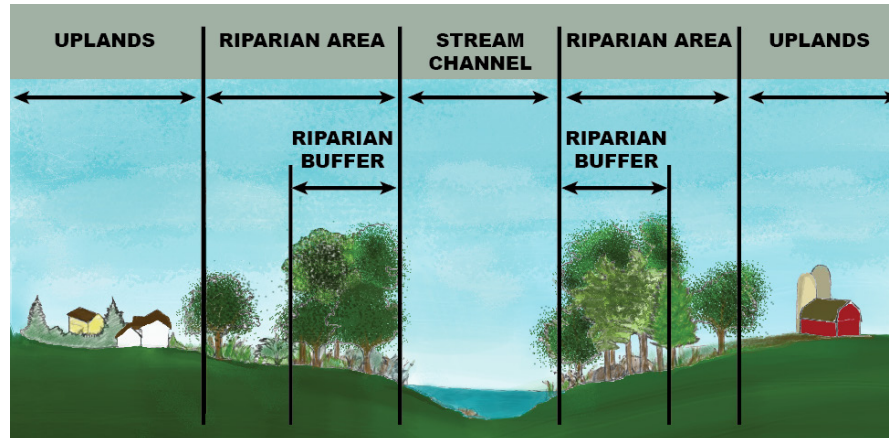 UPLANDS
RIPARIAN AREA
STREAM
CHANNEL
RIPARIAN AREA
UPLANDS
RIPARIAN
BUFFER
RIPARIAN
BUFFER